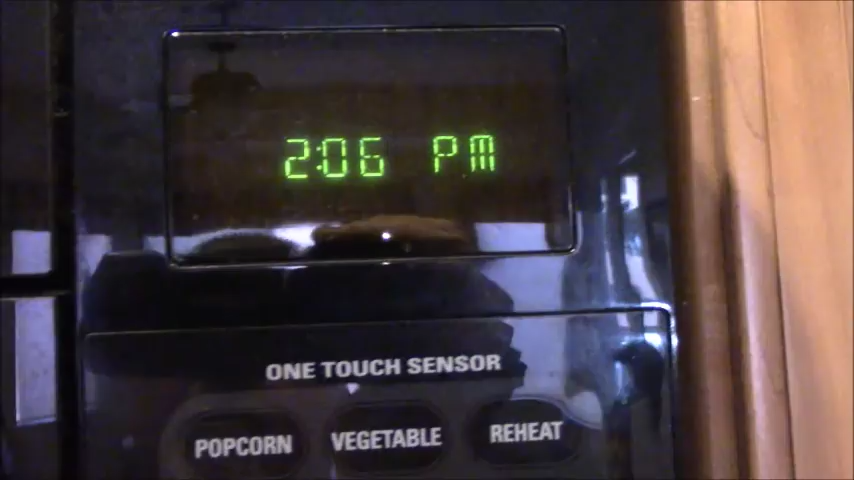 2:06 PM
ONE TOUCH SENSOR
POPCORN VEGETABLE REHEAT